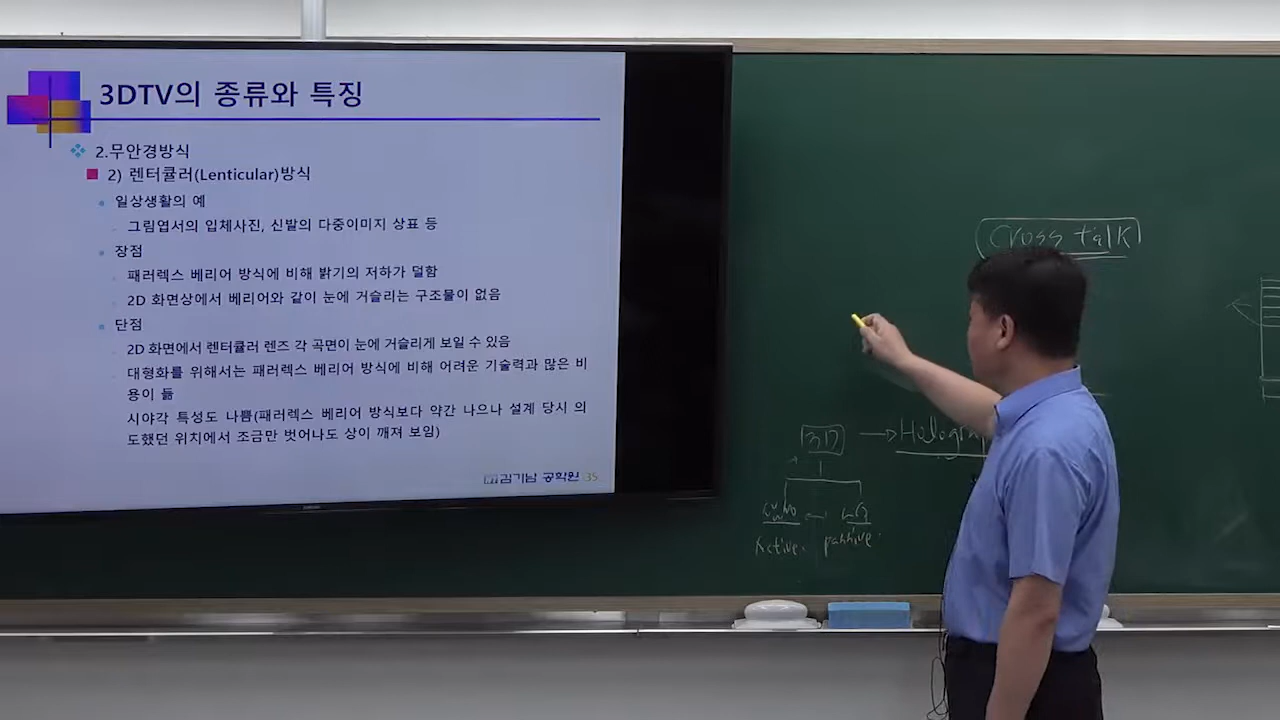 3DTV의 종류와 특징
2.무안경방식
2) 렌터큘러(Lenticular)방식
일상생활의 예
그림엽서의 입체사진, 신발의 다중이미지 상표 등
장점
패러렉스 베리어 방식에 비해 밝기의 저하가 덜함
2D 화면상에서 베리어와 같이 눈에 거슬리는 구조물이 없음
단점
2D 화면에서 렌터큘러 렌즈 각 곡면이 눈에 거슬리게 보일 수 있음
대형화를 위해서는 패러렉스 베리어 방식에 비해 어려운 기술력과 많은 비
용이 듦
시야각 특성도 나쁨(패러렉스 베리어 방식보다 약간 나으나 설계 당시 의
도했던 위치에서 조금만 벗어나도 상이 깨져 보임)
김기남 공학원 35
Cross talk
3D → Hologra
Active. passive.